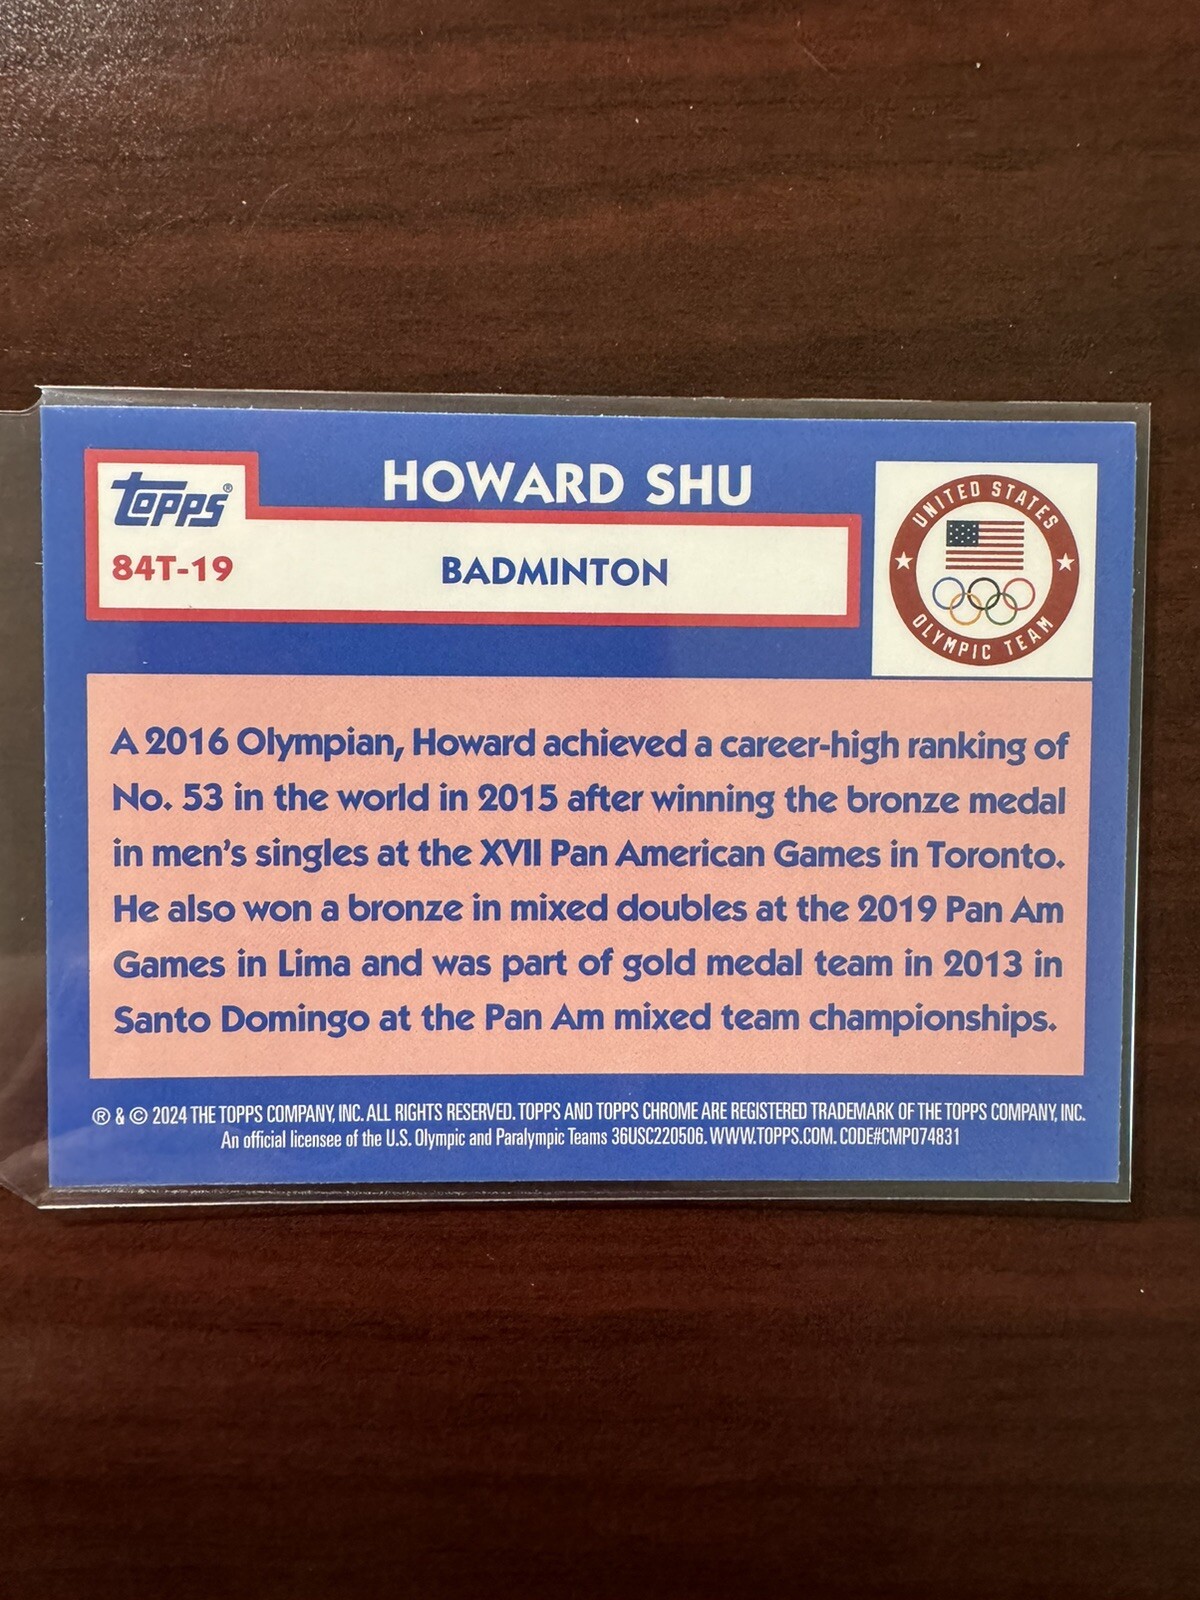 HOWARD SHU
topps®
84T-19
BADMINTON
UNITED STATES
OLYMPIC TEAM
A 2016 Olympian, Howard achieved a career-high ranking of
No. 53 in the world in 2015 after winning the bronze medal
in men's singles at the XVII Pan American Games in Toronto.
He also won a bronze in mixed doubles at the 2019 Pan Am
Games in Lima and was part of gold medal team in 2013 in
Santo Domingo at the Pan Am mixed team championships.
® & © 2024 THE TOPPS COMPANY, INC. ALL RIGHTS RESERVED. TOPPS AND TOPPS CHROME ARE REGISTERED TRADEMARK OF THE TOPPS COMPANY, INC.
An official licensee of the U.S. Olympic and Paralympic Teams 36USC220506. WWW.TOPPS.COM. CODE#CMP074831